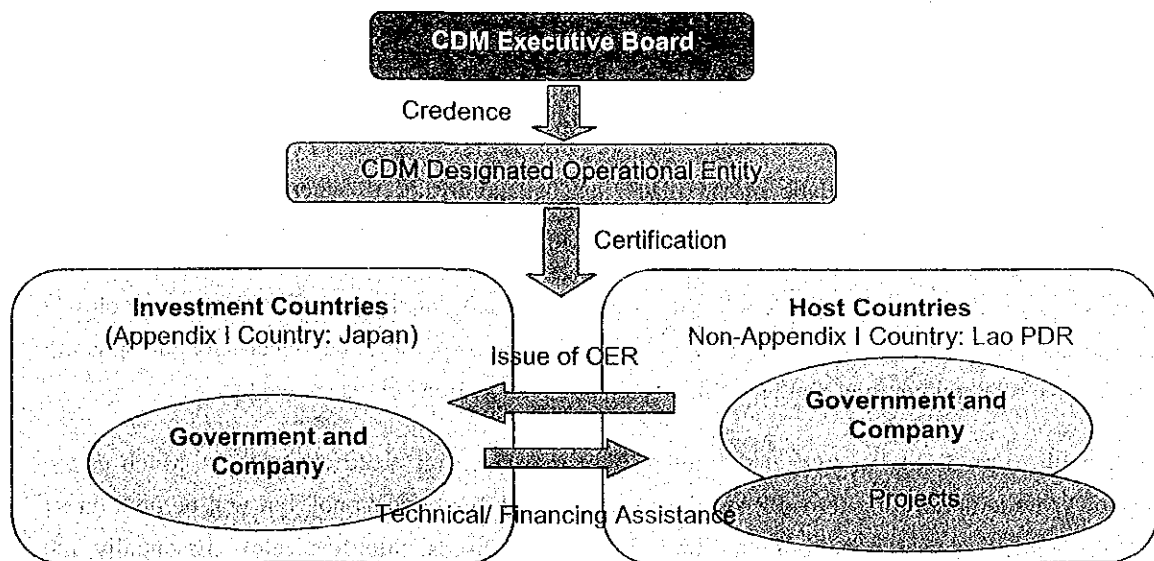 CDM Executive Board
Credence
CDM Designated Operational Entity
Certification
Investment Countries
(Appendix I Country: Japan)
Host Countries
Non-Appendix I Country: Lao PDR
Issue of CER
Government and
Company
Government and
Company
Projects
Technical/ Financing Assistance